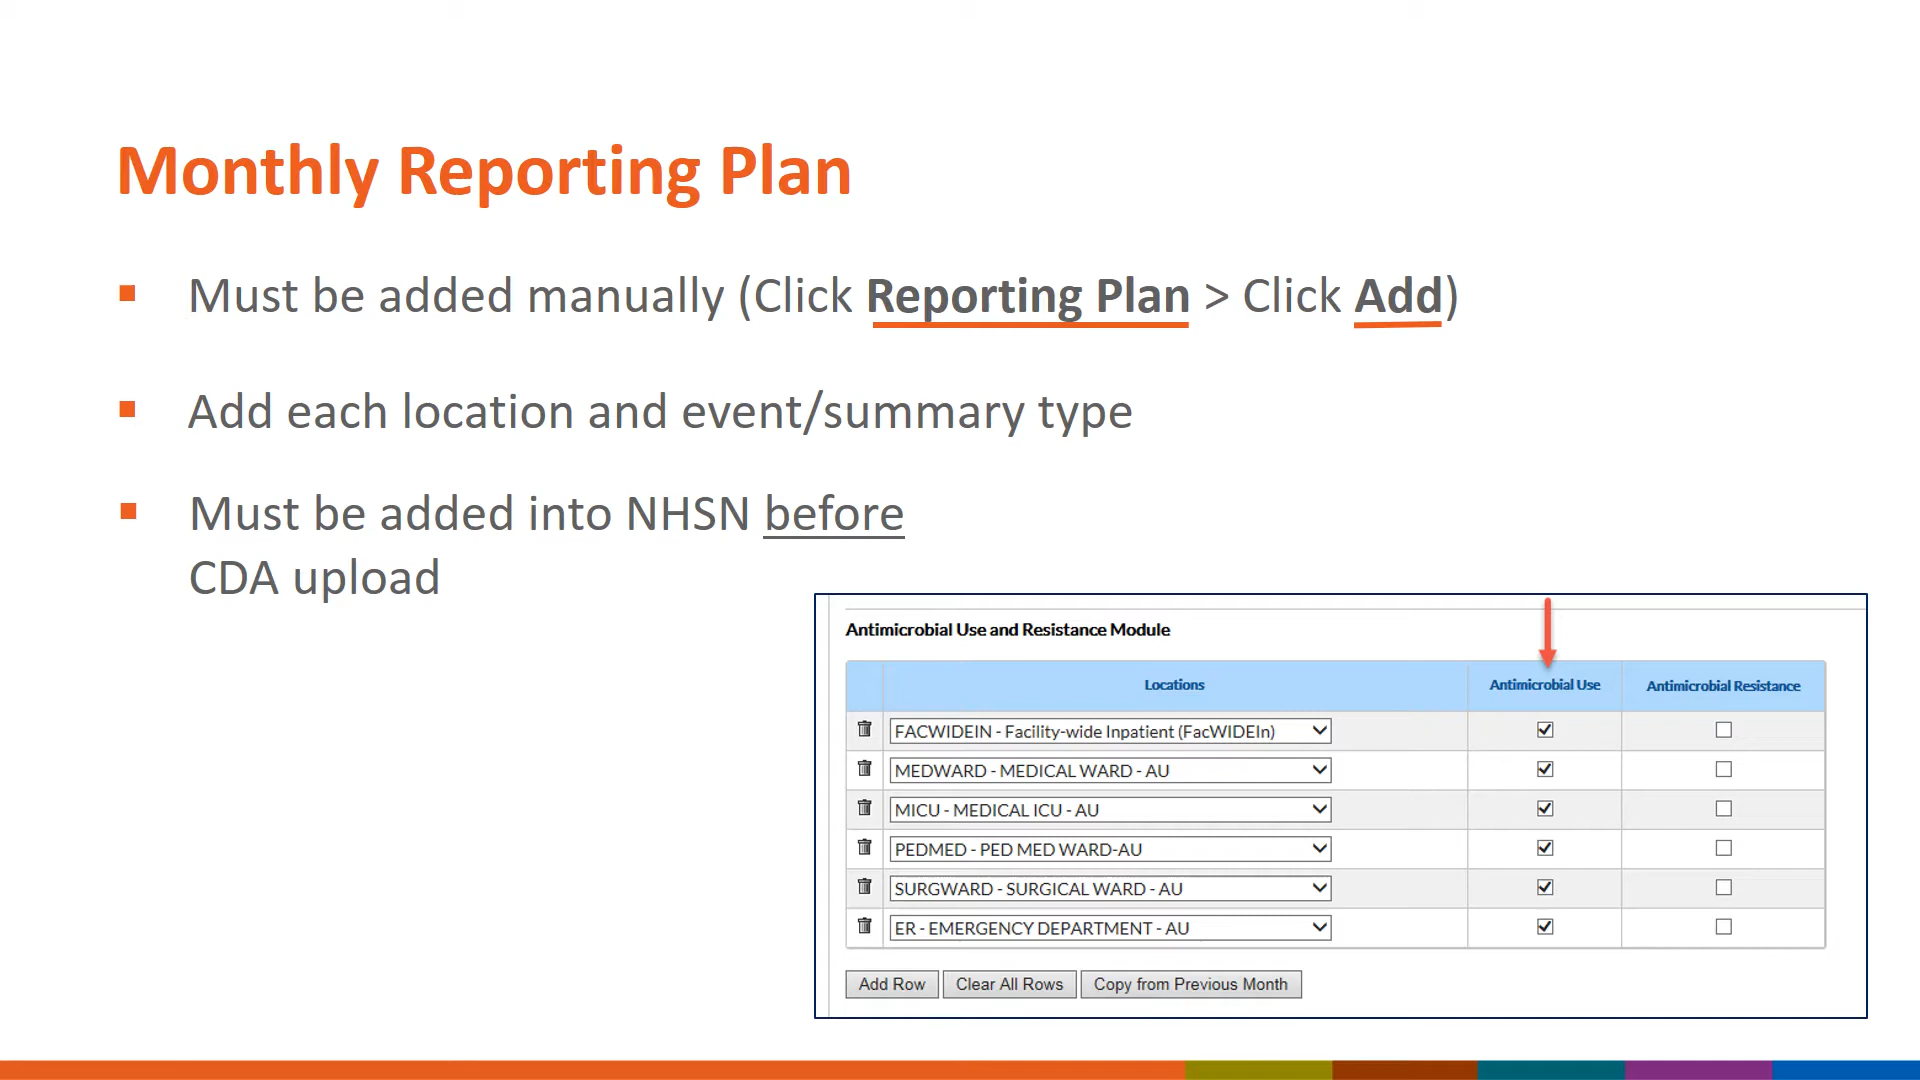 Monthly Reporting Plan
Must be added manually (Click Reporting Plan > Click Add)
Add each location and event/summary type
Must be added into NHSN before
CDA upload
Antimicrobial Use and Resistance Module
Locations Antimicrobial Use Antimicrobial Resistance
FACWIDEIN - Facility-wide Inpatient (FacWIDEIn)
MEDWARD - MEDICAL WARD - AU
MICU - MEDICAL ICU - AU
PEDMED - PED MED WARD-AU
SURGWARD - SURGICAL WARD - AU
ER - EMERGENCY DEPARTMENT - AU
Add Row Clear All Rows Copy from Previous Month